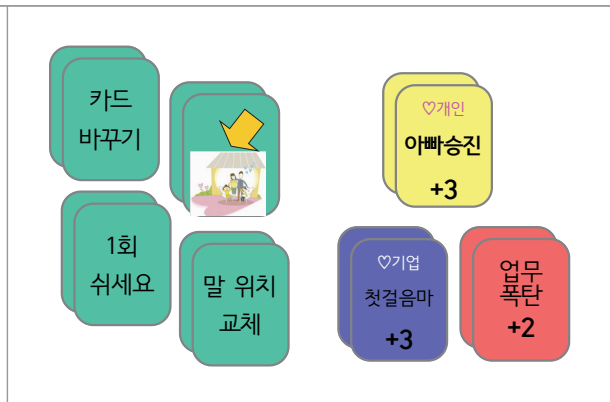 카드
바꾸기
1회
쉬세요
말 위치
교체
♡개인
아빠승진
+3
♡기업
첫걸음마
+3
업무
폭탄
+2